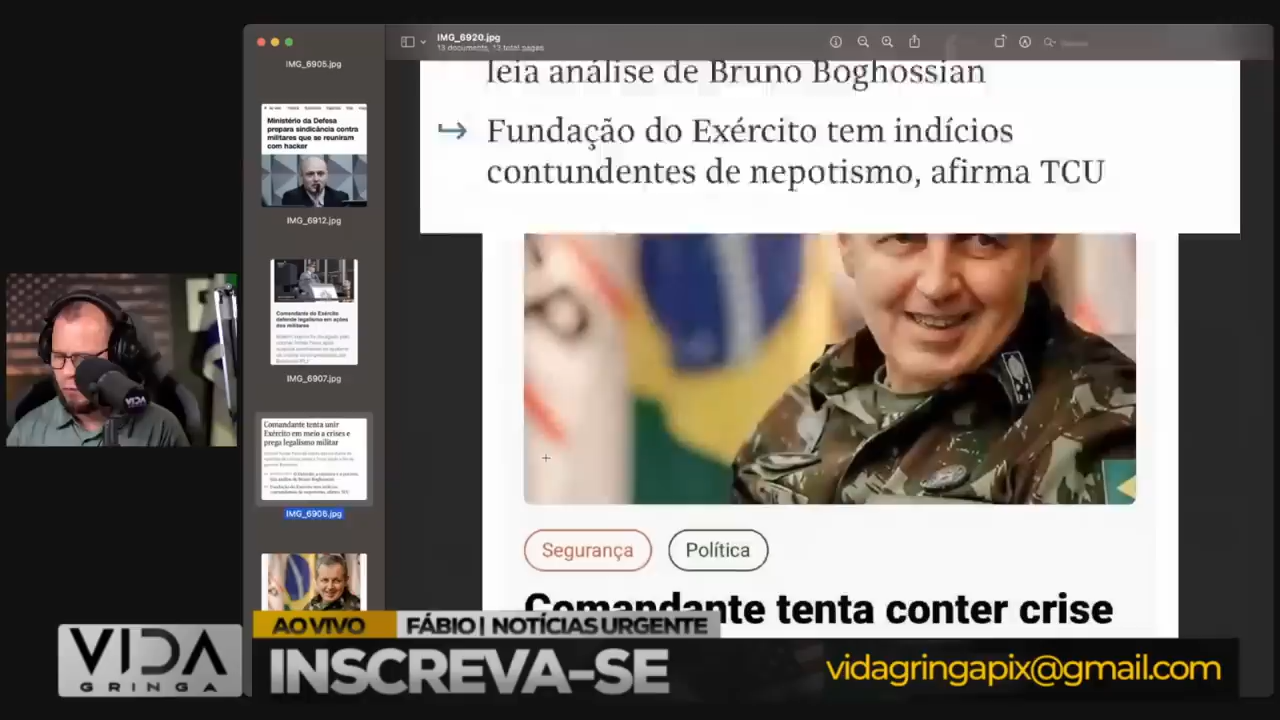 IMG_6920.jpg
13 documents, 13 total pages
IMG_6905.jpg
Ministério da Defesa
prepara sindicância contra
militares que se reuniram
com hacker
IMG_6912.jpg
Comandante do Exército
defende legalismo em ações
dos militares
IMG_6907.jpg
Comandante tenta unir
Exército em meio a crises e
prega legalismo militar
IMG_6906.jpg
leia análise de Bruno Boghossian
↪ Fundação do Exército tem indícios
contundentes de nepotismo, afirma TCU
Segurança
Política
Comandante tenta conter crise
VIDA
VIDA
GRINGA
AO VIVO
FÁBIO | NOTÍCIAS URGENTE
INSCREVA-SE
vidagringapix@gmail.com